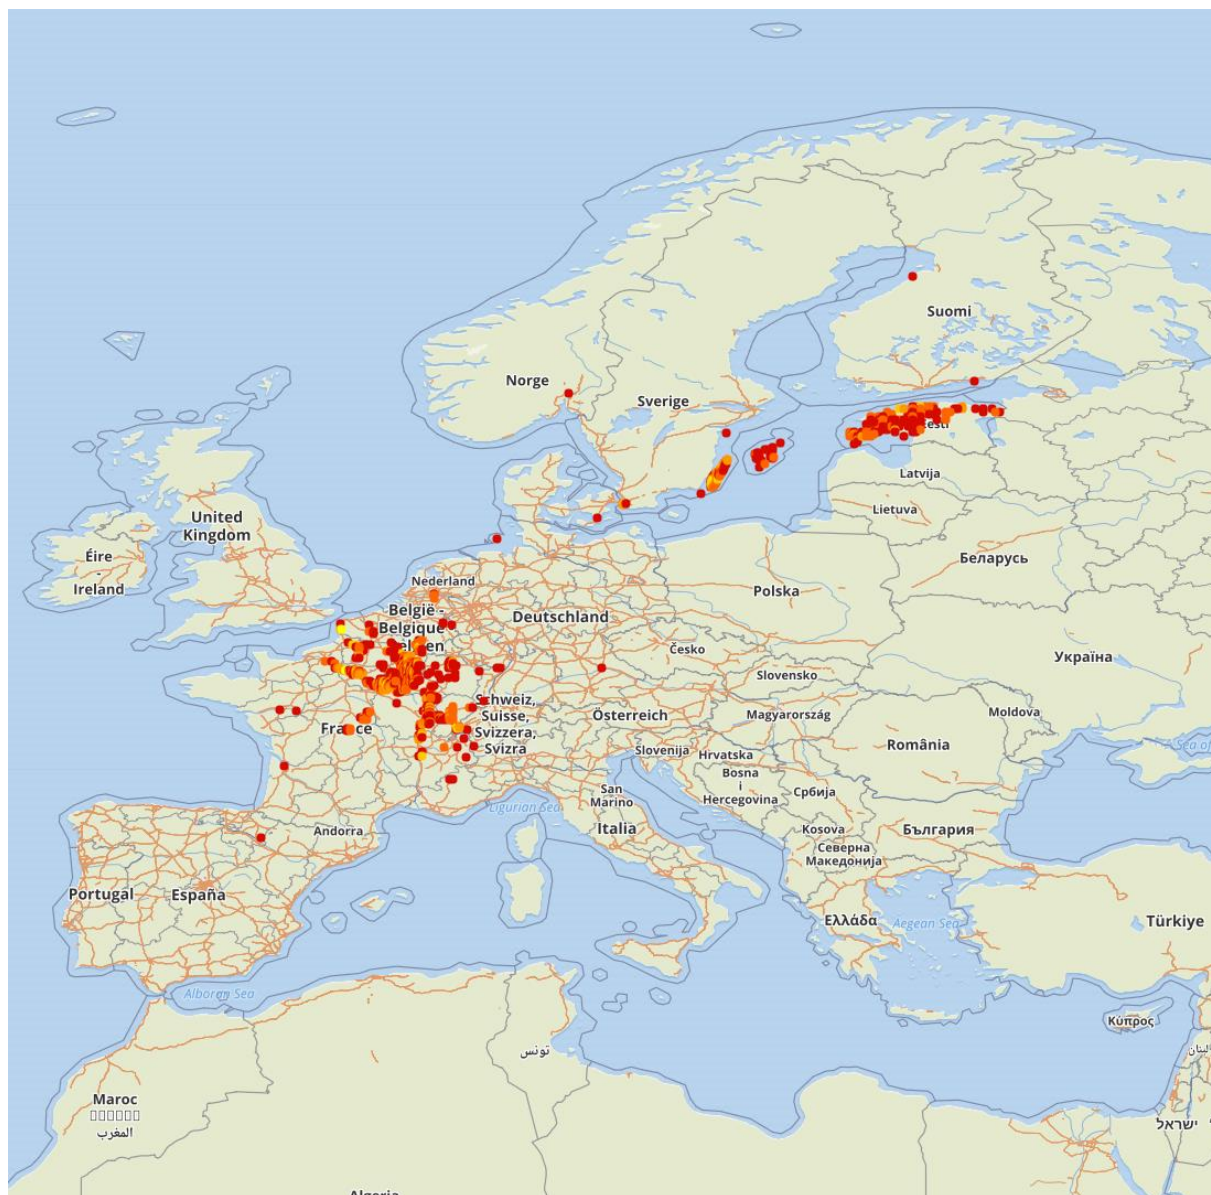 Suomi
Norge
Sverige
Eesti
Latvija
Lietuva
United
Kingdom
Éire
Ireland
Беларусь
Nederland
Polska
België -
Belgique
Deutschland
Česko
Україна
Slovensko
Schweiz,
Suisse,
Svizzera,
Svizra
France
Österreich
Magyarország
Moldova
România
Sea of
Slovenija
Hrvatska
Bosna
i
Hercegovina
Србија
San
Marino
Ligurian Sea
Italia
Andorra
Kosova
Северна
Македонија
България
Portugal
España
Ελλάδα
Aegean Sea
Türkiye
Alboran Sea
Κύπρος
لبنان
تونس
Maroc
المغرب
ישראל
Algeria